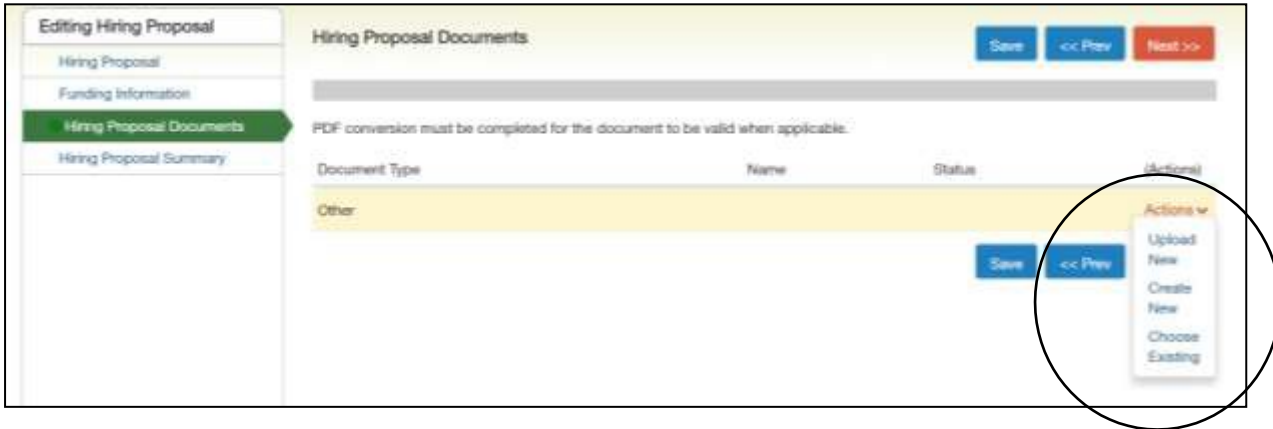 Editing Hiring Proposal
Hiring Proposal
Funding Information
Hiring Proposal Documents
Hiring Proposal Summary
Hiring Proposal Documents
Save << Prev Next >>
PDF conversion must be completed for the document to be valid when applicable.
Document Type Name Status (Actions)
Other Actions
Save << Prev
Upload
New
Create
New
Choose
Existing